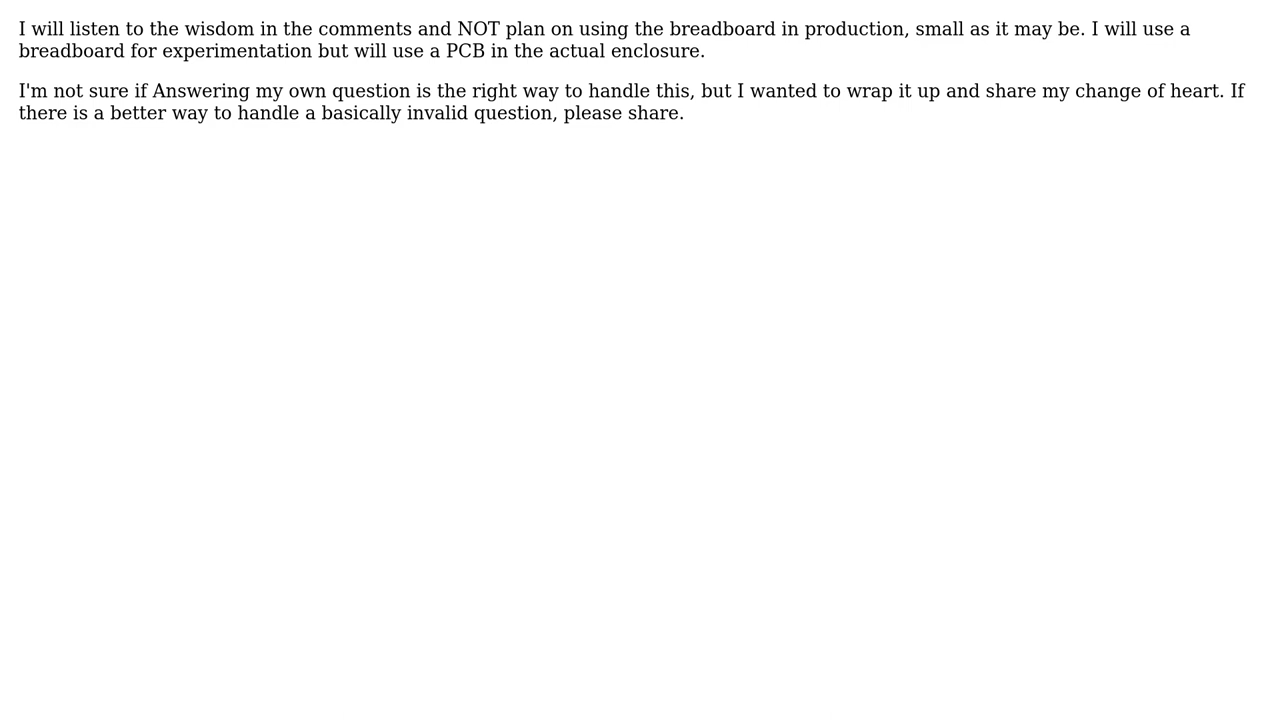 I will listen to the wisdom in the comments and NOT plan on using the breadboard in production, small as it may be. I will use a
breadboard for experimentation but will use a PCB in the actual enclosure.
I'm not sure if Answering my own question is the right way to handle this, but I wanted to wrap it up and share my change of heart. If
there is a better way to handle a basically invalid question, please share.